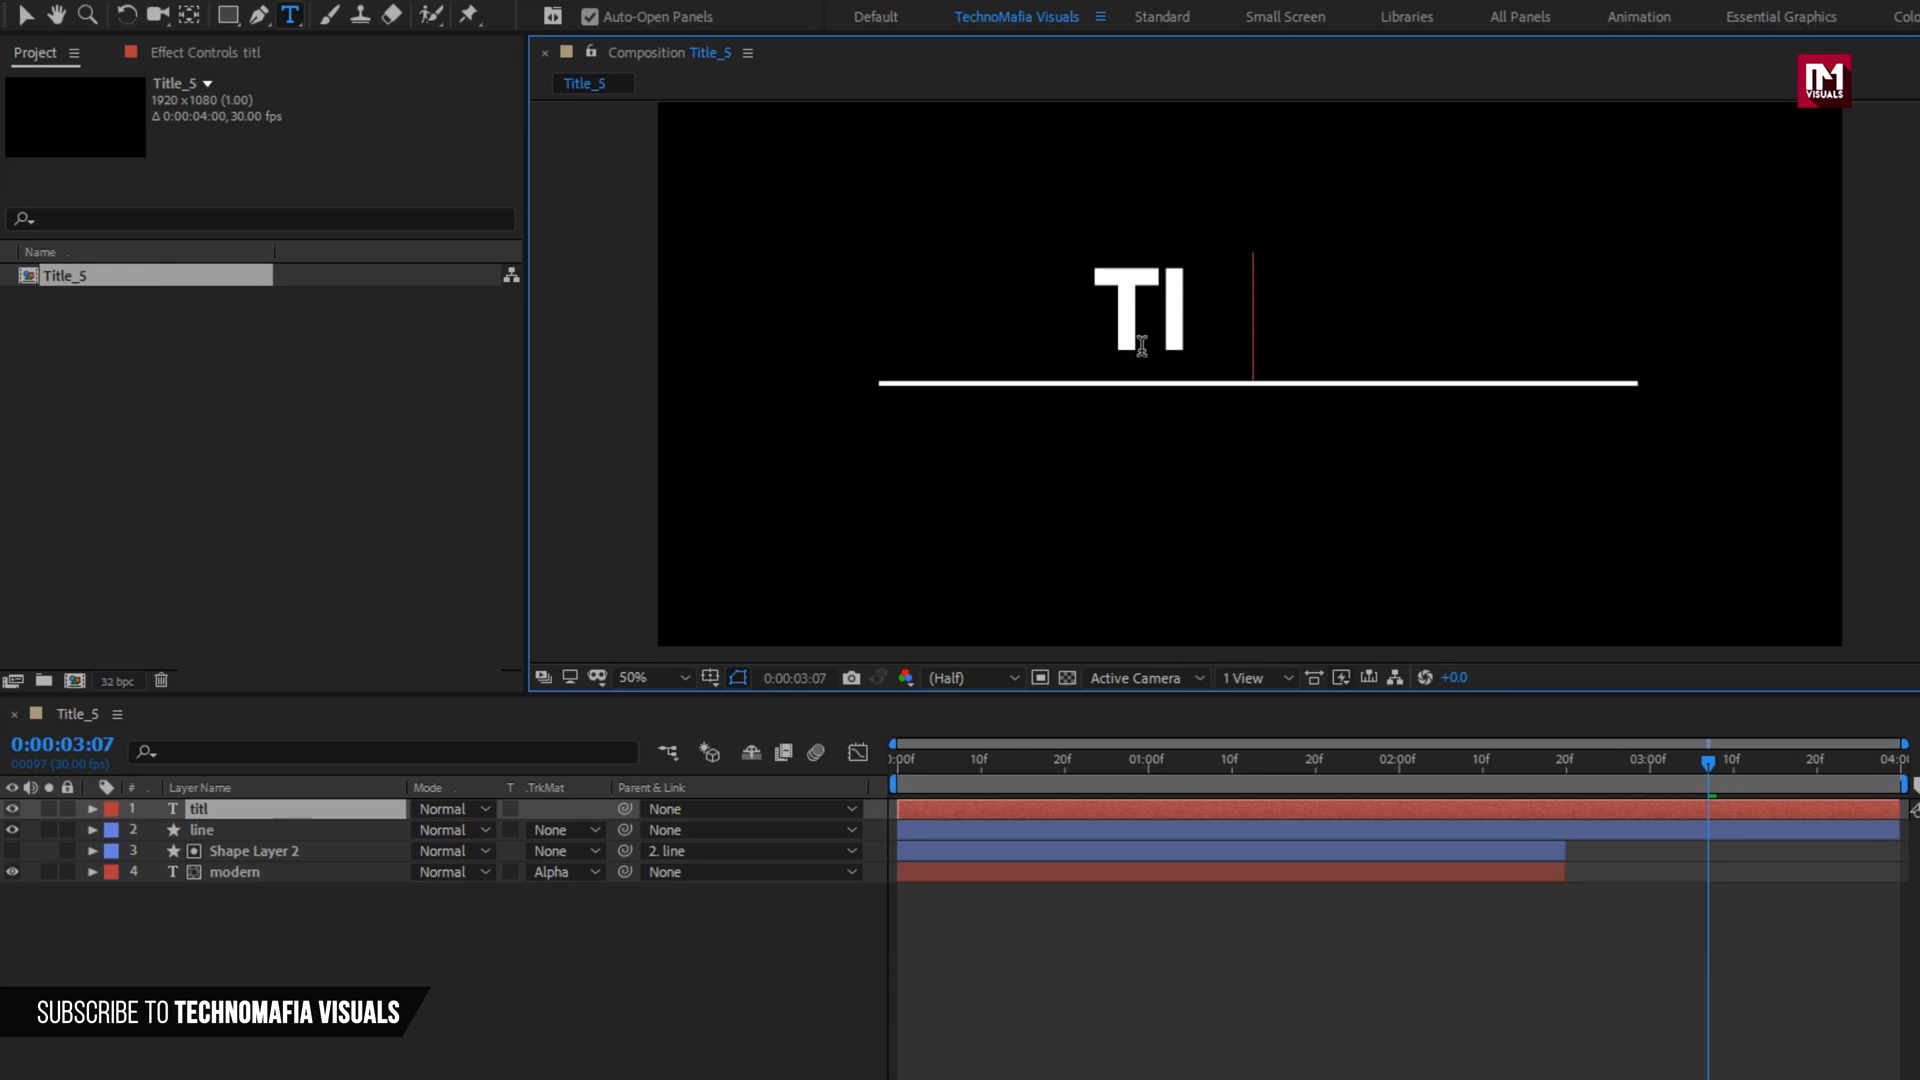 Auto-Open Panels
Default
TechnoMafia Visuals
Standard
Small Screen
Libraries
All Panels
Animation
Essential Graphics
Colo
Project
Effect Controls titl
Composition Title_5
Title_5
Title_5
1920 x1080 (1.00)
Δ 0:00:04:00, 30.00 fps
M
VISUALS
Name
Title_5
TI
32 bpc
50%
0:00:03:07
(Half)
Active Camera
1 View
+0.0
Title_5
0:00:03:07
00097 (30.00 fps)
:00f
10f
20f
01:00f
10f
20f
02:00f
10f
20f
03:00f
10f
20f
04:00
#
Layer Name
Mode
T
.TrkMat
Parent & Link
1
T
titl
Normal
None
2
line
Normal
None
None
3
Shape Layer 2
Normal
None
2. line
4
T
modern
Normal
Alpha
None
SUBSCRIBE TO TECHNOMAFIA VISUALS